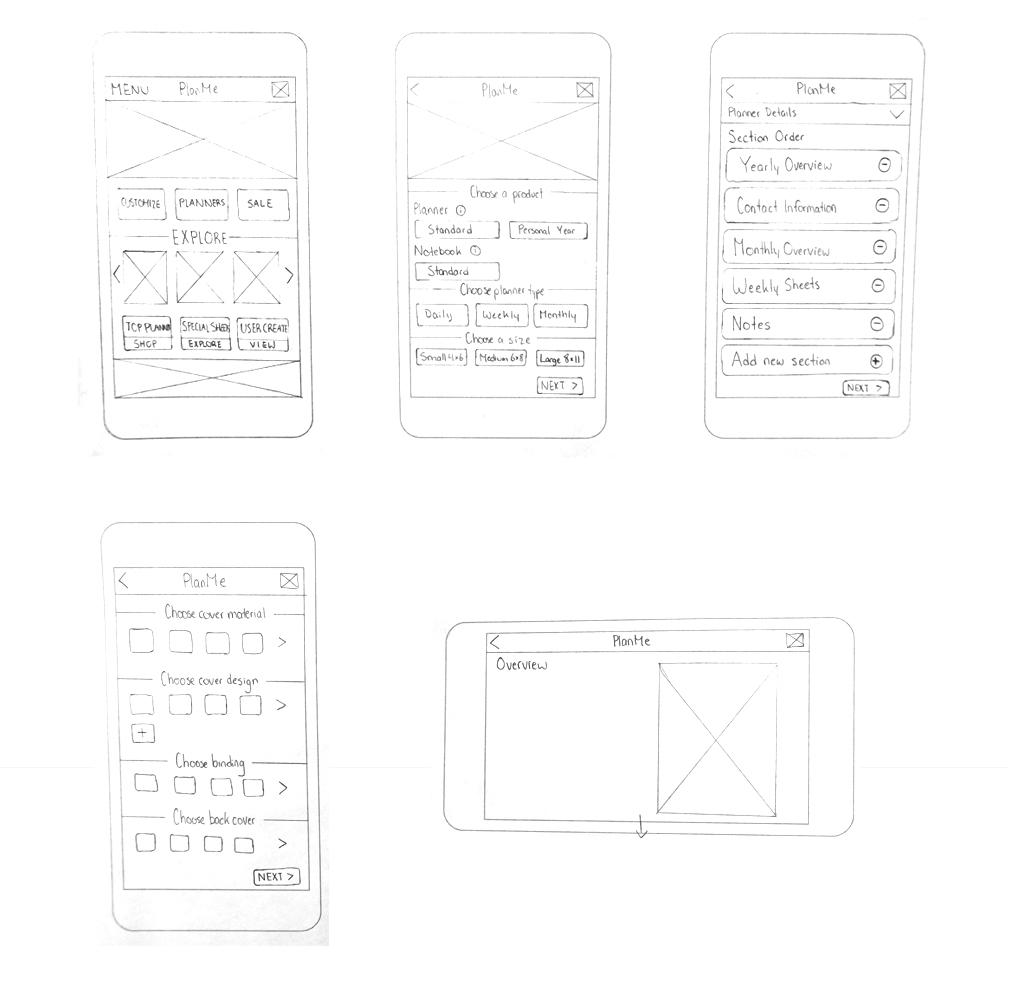 MENU PlanMe
CUSTOMIZE PLANNERS SALE
EXPLORE
< >
TOP PLANN SPECIAL SHEE USER CREATE
SHOP EXPLORE VIEW
< PlanMe
Choose a product
Planner ⓘ
Standard Personal Year
Notebook ⓘ
Standard
Choose planner type
Daily Weekly Monthly
Choose a size
Small 4x6 Medium 6x8 Large 8x11
NEXT >
< PlanMe
Planner Details
Section Order
Yearly Overview
Contact Information
Monthly Overview
Weekly Sheets
Notes
Add new section
NEXT >
< PlanMe
Choose cover material
>
Choose cover design
>
+
Choose binding
>
Choose back cover
>
NEXT >
< PlanMe
Overview